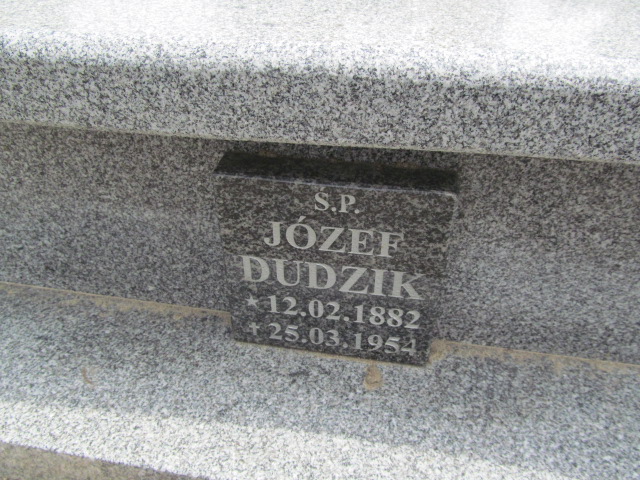 Ś.P.
JÓZEF
DUDZIK
* 12.02.1882
✝ 25.03.1954